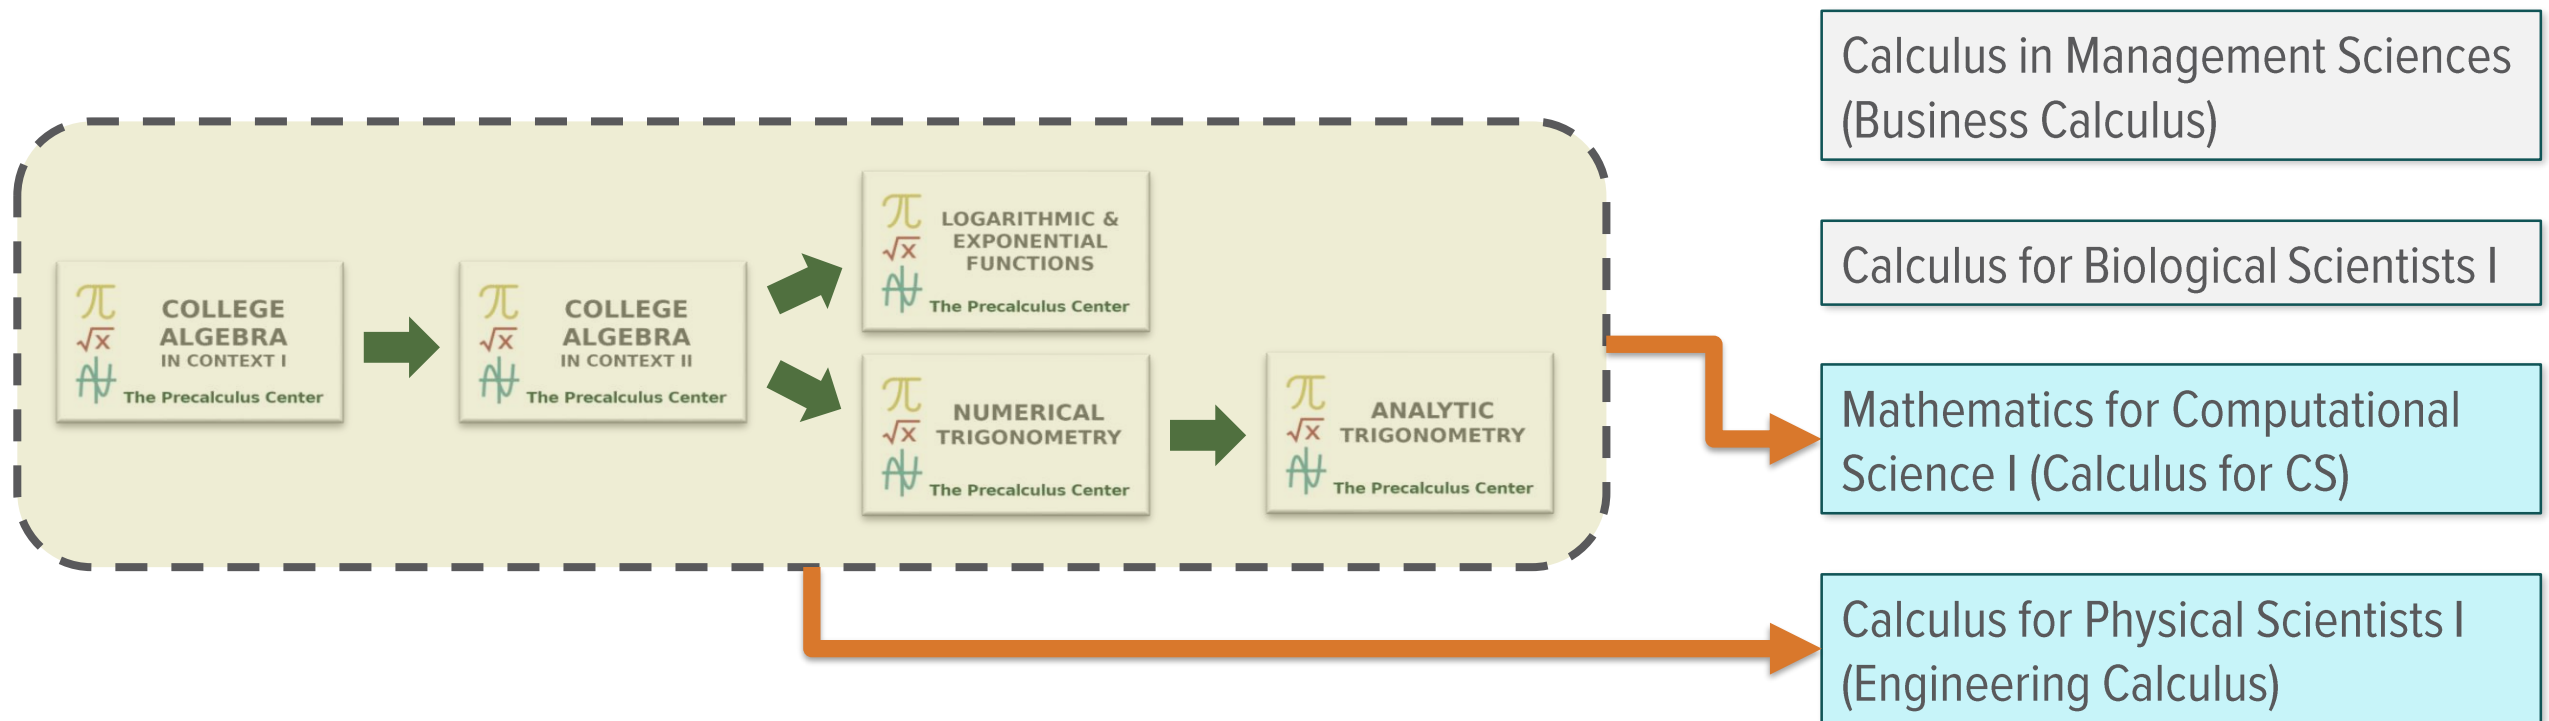 COLLEGE
ALGEBRA
IN CONTEXT I
The Precalculus Center
COLLEGE
ALGEBRA
IN CONTEXT II
The Precalculus Center
LOGARITHMIC &
EXPONENTIAL
FUNCTIONS
The Precalculus Center
NUMERICAL
TRIGONOMETRY
The Precalculus Center
ANALYTIC
TRIGONOMETRY
The Precalculus Center
π
√x
π
√x
π
√x
π
√x
π
√x
Calculus in Management Sciences
(Business Calculus)
Calculus for Biological Scientists I
Mathematics for Computational
Science I (Calculus for CS)
Calculus for Physical Scientists I
(Engineering Calculus)